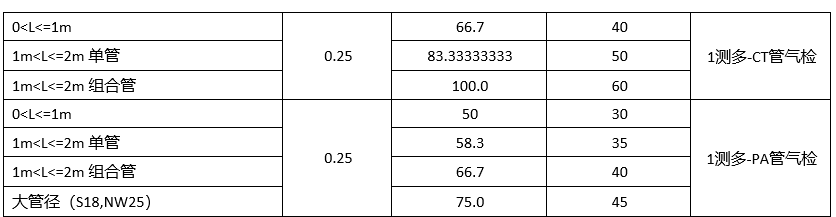 0<L<=1m 66.7 40
1m<L<=2m 单管 0.25 83.33333333 50 1测多-CT管气检
1m<L<=2m 组合管 100.0 60
0<L<=1m 50 30
1m<L<=2m 单管 58.3 35
0.25 1测多-PA管气检
1m<L<=2m 组合管 66.7 40
大管径（S18,NW25） 75.0 45